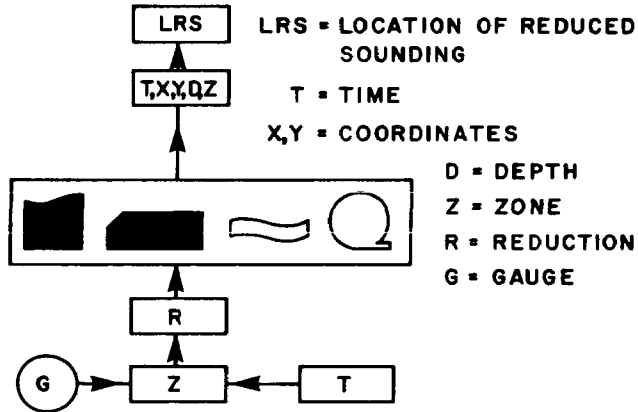 LRS
LRS = LOCATION OF REDUCED
SOUNDING
T,X,Y,D,Z
T = TIME
X,Y = COORDINATES
D = DEPTH
Z = ZONE
R = REDUCTION
G = GAUGE
R
G
Z
T